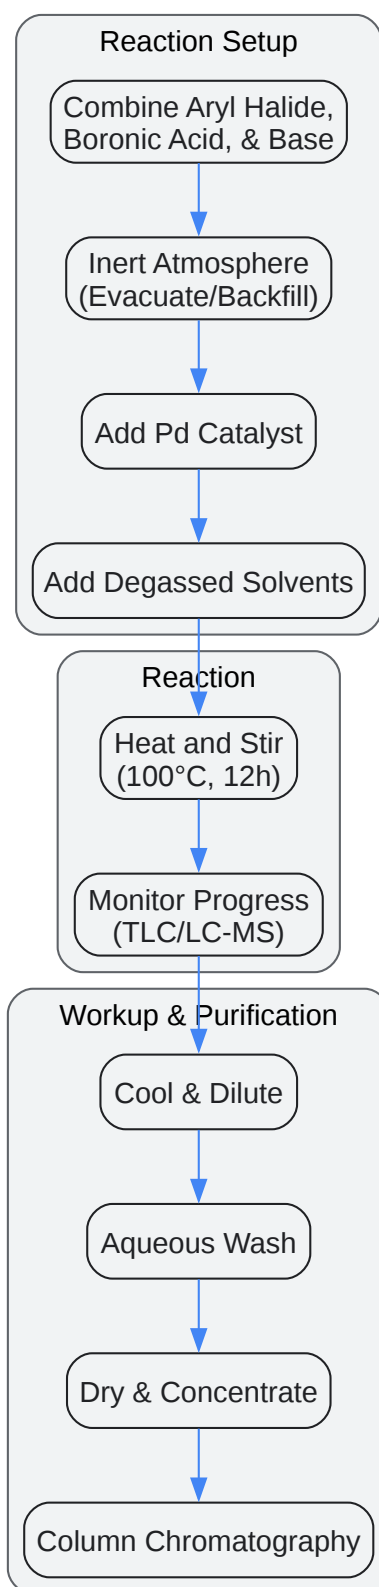 Reaction Setup
Combine Aryl Halide,
Boronic Acid, & Base
Inert Atmosphere
(Evacuate/Backfill)
Add Pd Catalyst
Add Degassed Solvents
Reaction
Heat and Stir
(100°C, 12h)
Monitor Progress
(TLC/LC-MS)
Workup & Purification
Cool & Dilute
Aqueous Wash
Dry & Concentrate
Column Chromatography